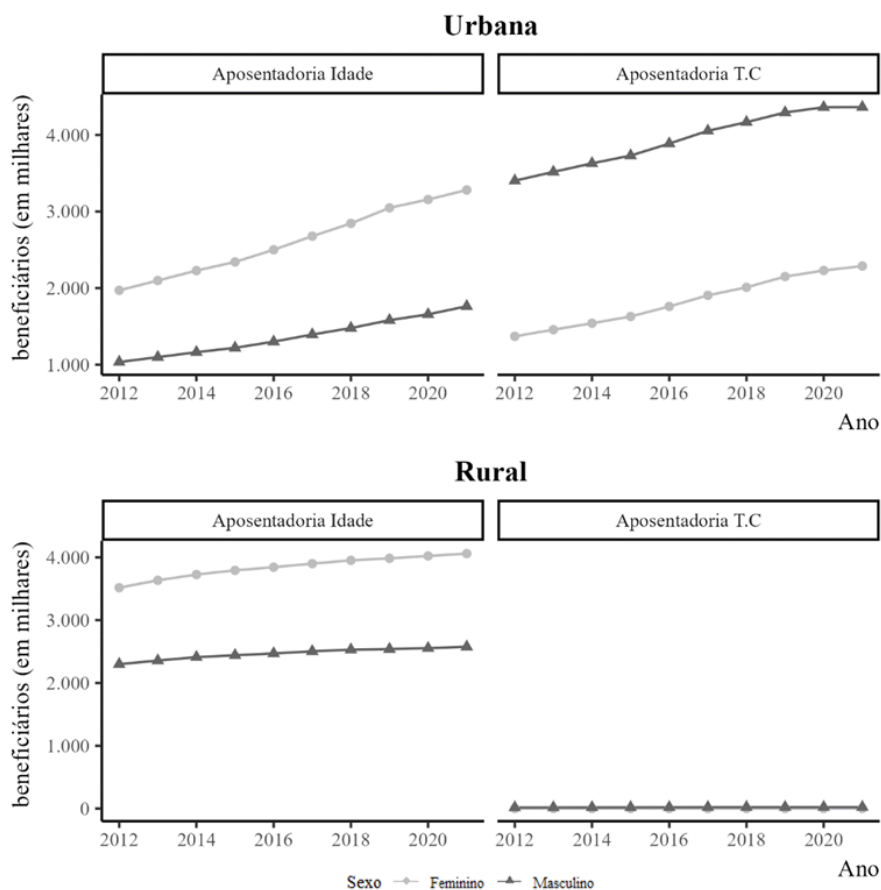 Urbana
Aposentadoria Idade Aposentadoria T.C
beneficiários (em milhares)
4.000
3.000
2.000
1.000
2012 2014 2016 2018 2020 2012 2014 2016 2018 2020
Ano
Rural
Aposentadoria Idade Aposentadoria T.C
beneficiários (em milhares)
4.000
3.000
2.000
1.000
0
2012 2014 2016 2018 2020 2012 2014 2016 2018 2020
Ano
Sexo Feminino Masculino